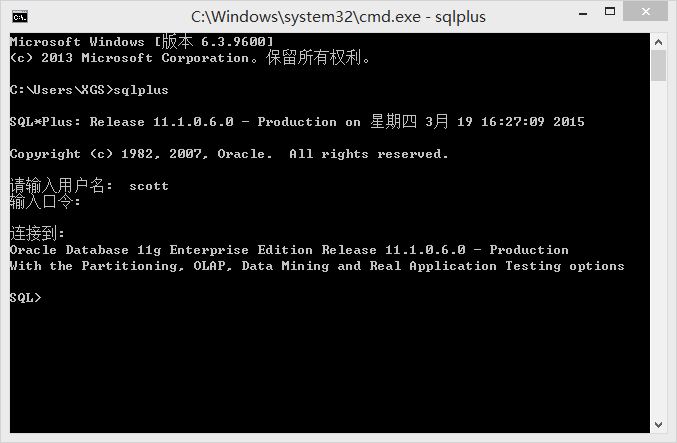 C:\Windows\system32\cmd.exe - sqlplus
Microsoft Windows [版本 6.3.9600]
(c) 2013 Microsoft Corporation。保留所有权利。
C:\Users\XGS>sqlplus
SQL*Plus: Release 11.1.0.6.0 - Production on 星期四 3月 19 16:27:09 2015
Copyright (c) 1982, 2007, Oracle.  All rights reserved.
请输入用户名:  scott
输入口令:
连接到:
Oracle Database 11g Enterprise Edition Release 11.1.0.6.0 - Production
With the Partitioning, OLAP, Data Mining and Real Application Testing options
SQL>